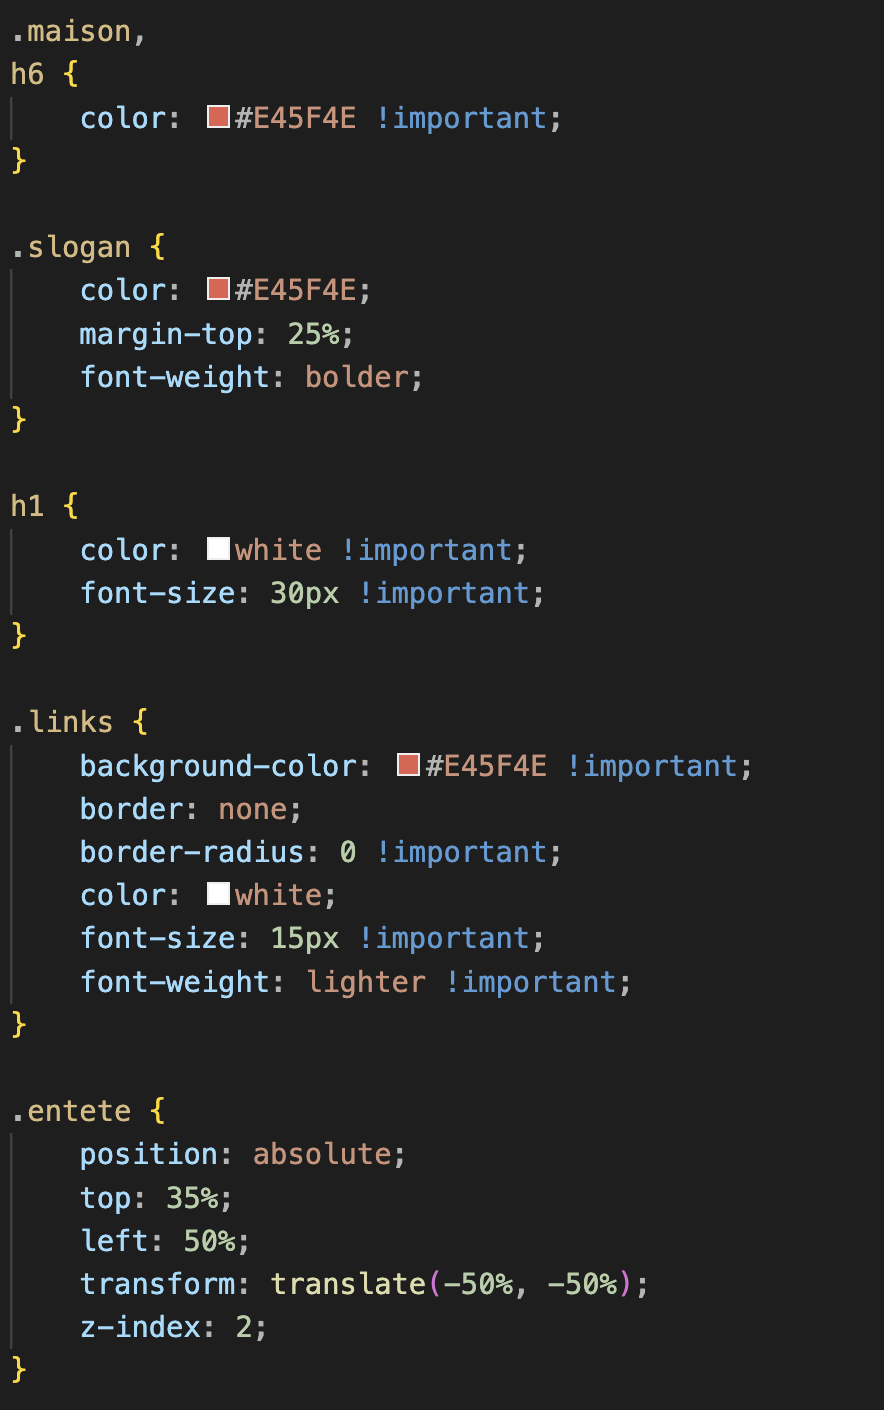 .maison,
h6 {
    color: #E45F4E !important;
}

.slogan {
    color: #E45F4E;
    margin-top: 25%;
    font-weight: bolder;
}

h1 {
    color: white !important;
    font-size: 30px !important;
}

.links {
    background-color: #E45F4E !important;
    border: none;
    border-radius: 0 !important;
    color: white;
    font-size: 15px !important;
    font-weight: lighter !important;
}

.entete {
    position: absolute;
    top: 35%;
    left: 50%;
    transform: translate(-50%, -50%);
    z-index: 2;
}